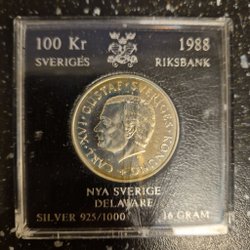 100 Kr 1988
SVERIGES RIKSBANK
CARL·XVI·GUSTAF·SVERIGES KONUNG
NYA SVERIGE
DELAWARE
SILVER 925/1000 16 GRAM